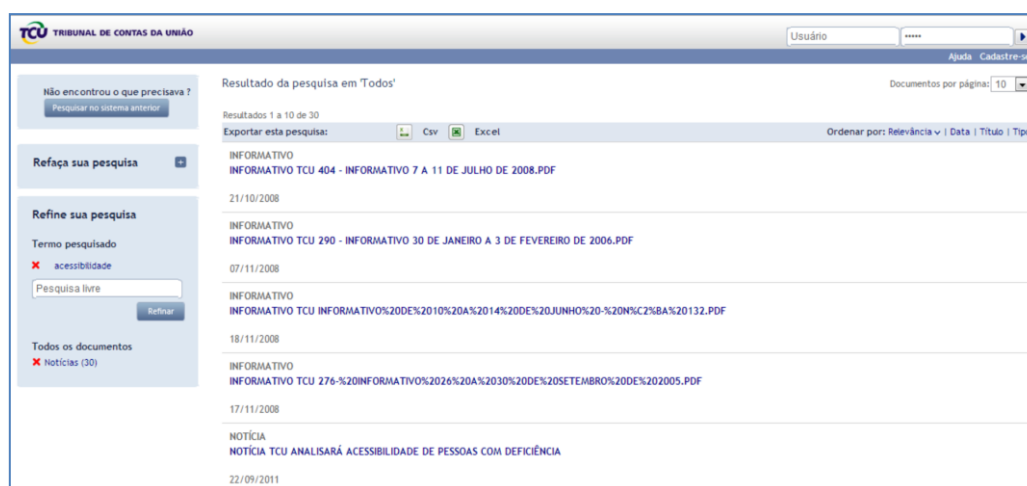 TCU TRIBUNAL DE CONTAS DA UNIÃO
Usuário
•••••
Ajuda Cadastre-s
Não encontrou o que precisava ?
Pesquisar no sistema anterior
Refaça sua pesquisa
Refine sua pesquisa
Termo pesquisado
acessibilidade
Pesquisa livre
Refinar
Todos os documentos
Notícias (30)
Resultado da pesquisa em 'Todos'
Documentos por página: 10
Resultados 1 a 10 de 30
Exportar esta pesquisa: Csv Excel
Ordenar por: Relevância | Data | Título | Tip
INFORMATIVO
INFORMATIVO TCU 404 - INFORMATIVO 7 A 11 DE JULHO DE 2008.PDF
21/10/2008
INFORMATIVO
INFORMATIVO TCU 290 - INFORMATIVO 30 DE JANEIRO A 3 DE FEVEREIRO DE 2006.PDF
07/11/2008
INFORMATIVO
INFORMATIVO TCU INFORMATIVO%20DE%2010%20A%2014%20DE%20JUNHO%20-%20N%C2%BA%20132.PDF
18/11/2008
INFORMATIVO
INFORMATIVO TCU 276-%20INFORMATIVO%2026%20A%2030%20DE%20SETEMBRO%20DE%202005.PDF
17/11/2008
NOTÍCIA
NOTÍCIA TCU ANALISARÁ ACESSIBILIDADE DE PESSOAS COM DEFICIÊNCIA
22/09/2011